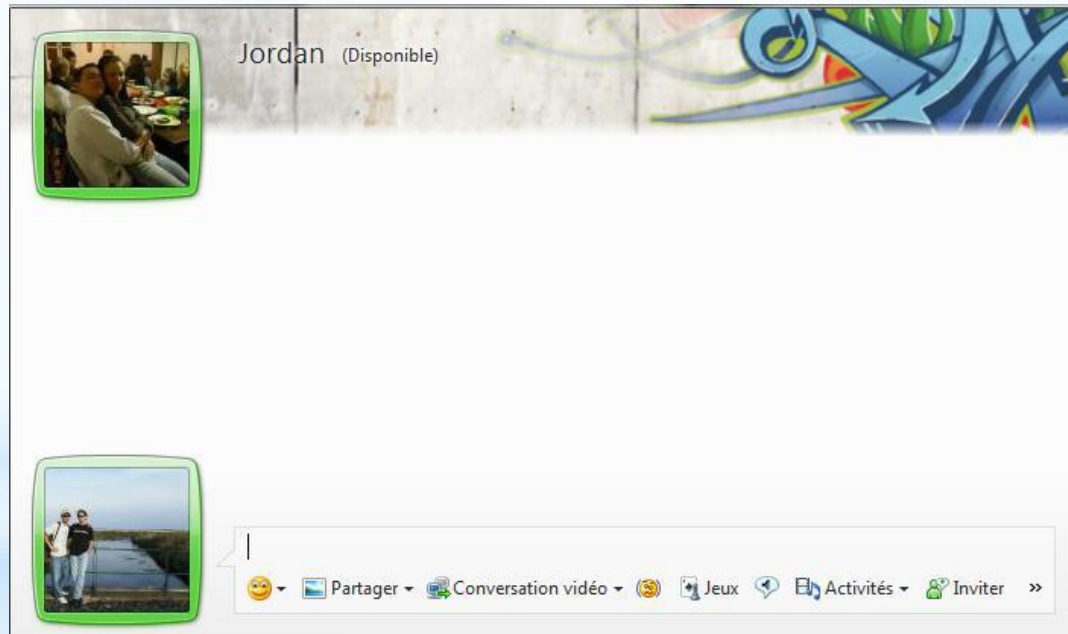 Jordan (Disponible)
Partager Conversation vidéo Jeux Activités Inviter »